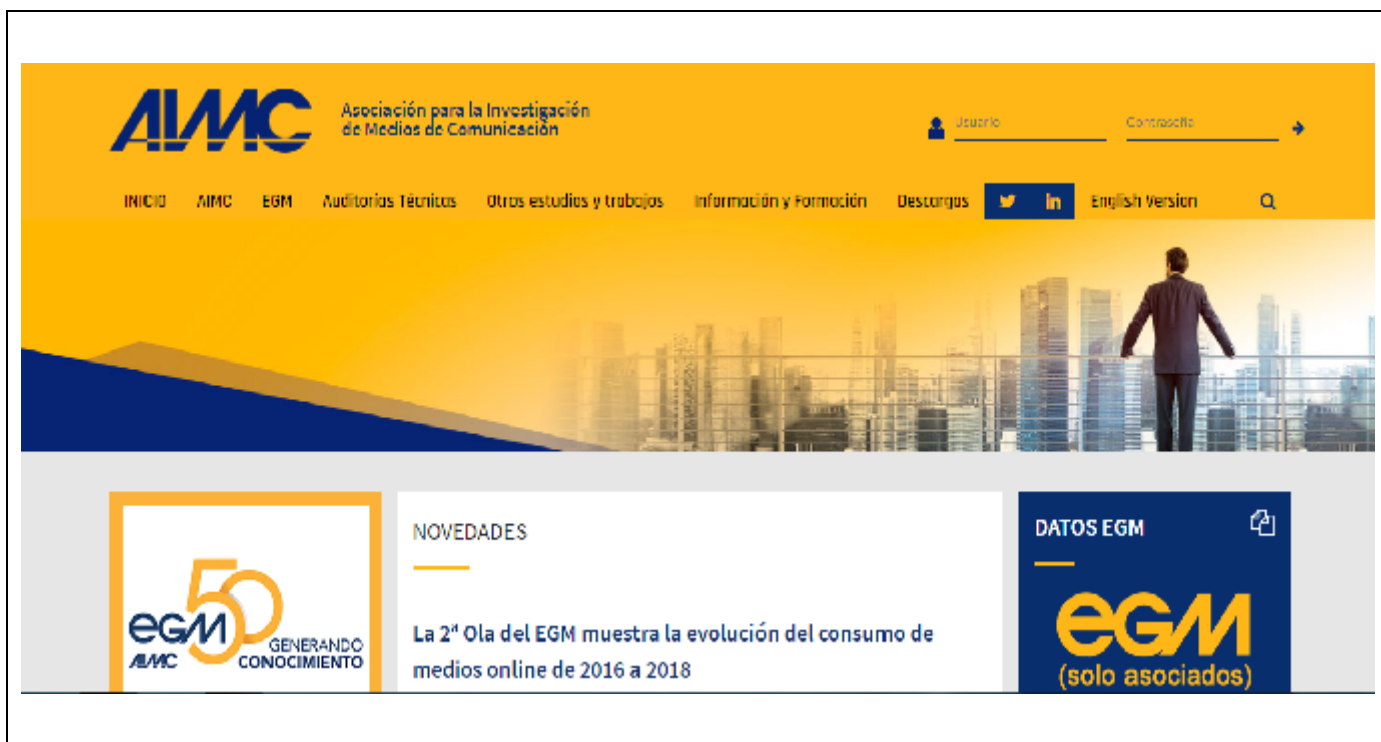 AIMC
Asociación para la Investigación
de Medios de Comunicación
Usuario
Contraseña
INICIO AIMC EGM Auditorías Técnicas Otros estudios y trabajos Información y Formación Descargas in English Version
egm 50
AIMC
GENERANDO
CONOCIMIENTO
NOVEDADES
La 2ª Ola del EGM muestra la evolución del consumo de
medios online de 2016 a 2018
DATOS EGM
egm
(solo asociados)